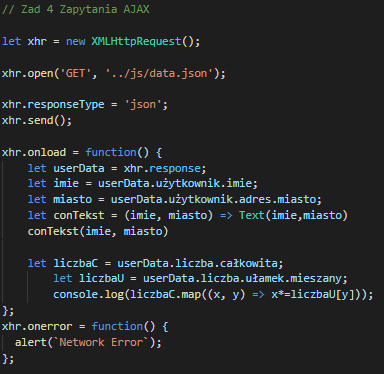 // Zad 4 Zapytania AJAX
let xhr = new XMLHttpRequest();
xhr.open('GET', '../js/data.json');
xhr.responseType = 'json';
xhr.send();
xhr.onload = function() {
let userData = xhr.response;
let imie = userData.użytkownik.imie;
let miasto = userData.użytkownik.adres.miasto;
let conTekst = (imie, miasto) => Text(imie,miasto)
conTekst(imie, miasto)
let liczbaC = userData.liczba.całkowita;
let liczbaU = userData.liczba.ułamek.mieszany;
console.log(liczbaC.map((x, y) => x*=liczbaU[y]));
};
xhr.onerror = function() {
alert(`Network Error`);
};